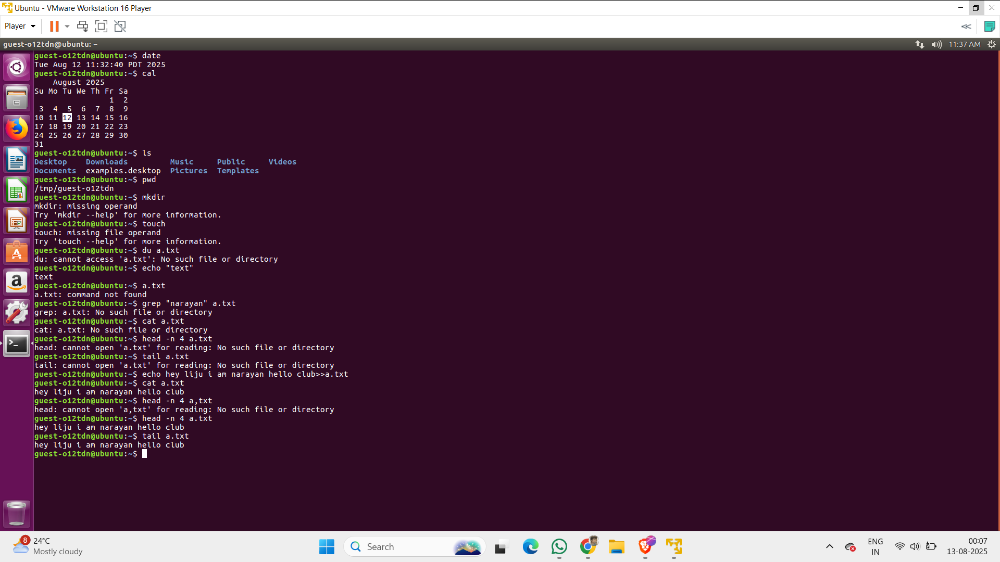 Ubuntu - VMware Workstation 16 Player
Player
guest-o12tdn@ubuntu: ~
11:37 AM
guest-o12tdn@ubuntu:~$ date
Tue Aug 12 11:32:40 PDT 2025
guest-o12tdn@ubuntu:~$ cal
    August 2025
Su Mo Tu We Th Fr Sa
                1  2
 3  4  5  6  7  8  9
10 11 12 13 14 15 16
17 18 19 20 21 22 23
24 25 26 27 28 29 30
31
guest-o12tdn@ubuntu:~$ ls
Desktop    Downloads         Music     Public     Videos
Documents  examples.desktop  Pictures  Templates
guest-o12tdn@ubuntu:~$ pwd
/tmp/guest-o12tdn
guest-o12tdn@ubuntu:~$ mkdir
mkdir: missing operand
Try 'mkdir --help' for more information.
guest-o12tdn@ubuntu:~$ touch
touch: missing file operand
Try 'touch --help' for more information.
guest-o12tdn@ubuntu:~$ du a.txt
du: cannot access 'a.txt': No such file or directory
guest-o12tdn@ubuntu:~$ echo "text"
text
guest-o12tdn@ubuntu:~$ a.txt
a.txt: command not found
guest-o12tdn@ubuntu:~$ grep "narayan" a.txt
grep: a.txt: No such file or directory
guest-o12tdn@ubuntu:~$ cat a.txt
cat: a.txt: No such file or directory
guest-o12tdn@ubuntu:~$ head -n 4 a.txt
head: cannot open 'a.txt' for reading: No such file or directory
guest-o12tdn@ubuntu:~$ tail a.txt
tail: cannot open 'a.txt' for reading: No such file or directory
guest-o12tdn@ubuntu:~$ echo hey liju i am narayan hello club>>a.txt
guest-o12tdn@ubuntu:~$ cat a.txt
hey liju i am narayan hello club
guest-o12tdn@ubuntu:~$ head -n 4 a,txt
head: cannot open 'a,txt' for reading: No such file or directory
guest-o12tdn@ubuntu:~$ head -n 4 a.txt
hey liju i am narayan hello club
guest-o12tdn@ubuntu:~$ tail a.txt
hey liju i am narayan hello club
guest-o12tdn@ubuntu:~$
8
24°C
Mostly cloudy
Search
ENG
IN
00:07
13-08-2025